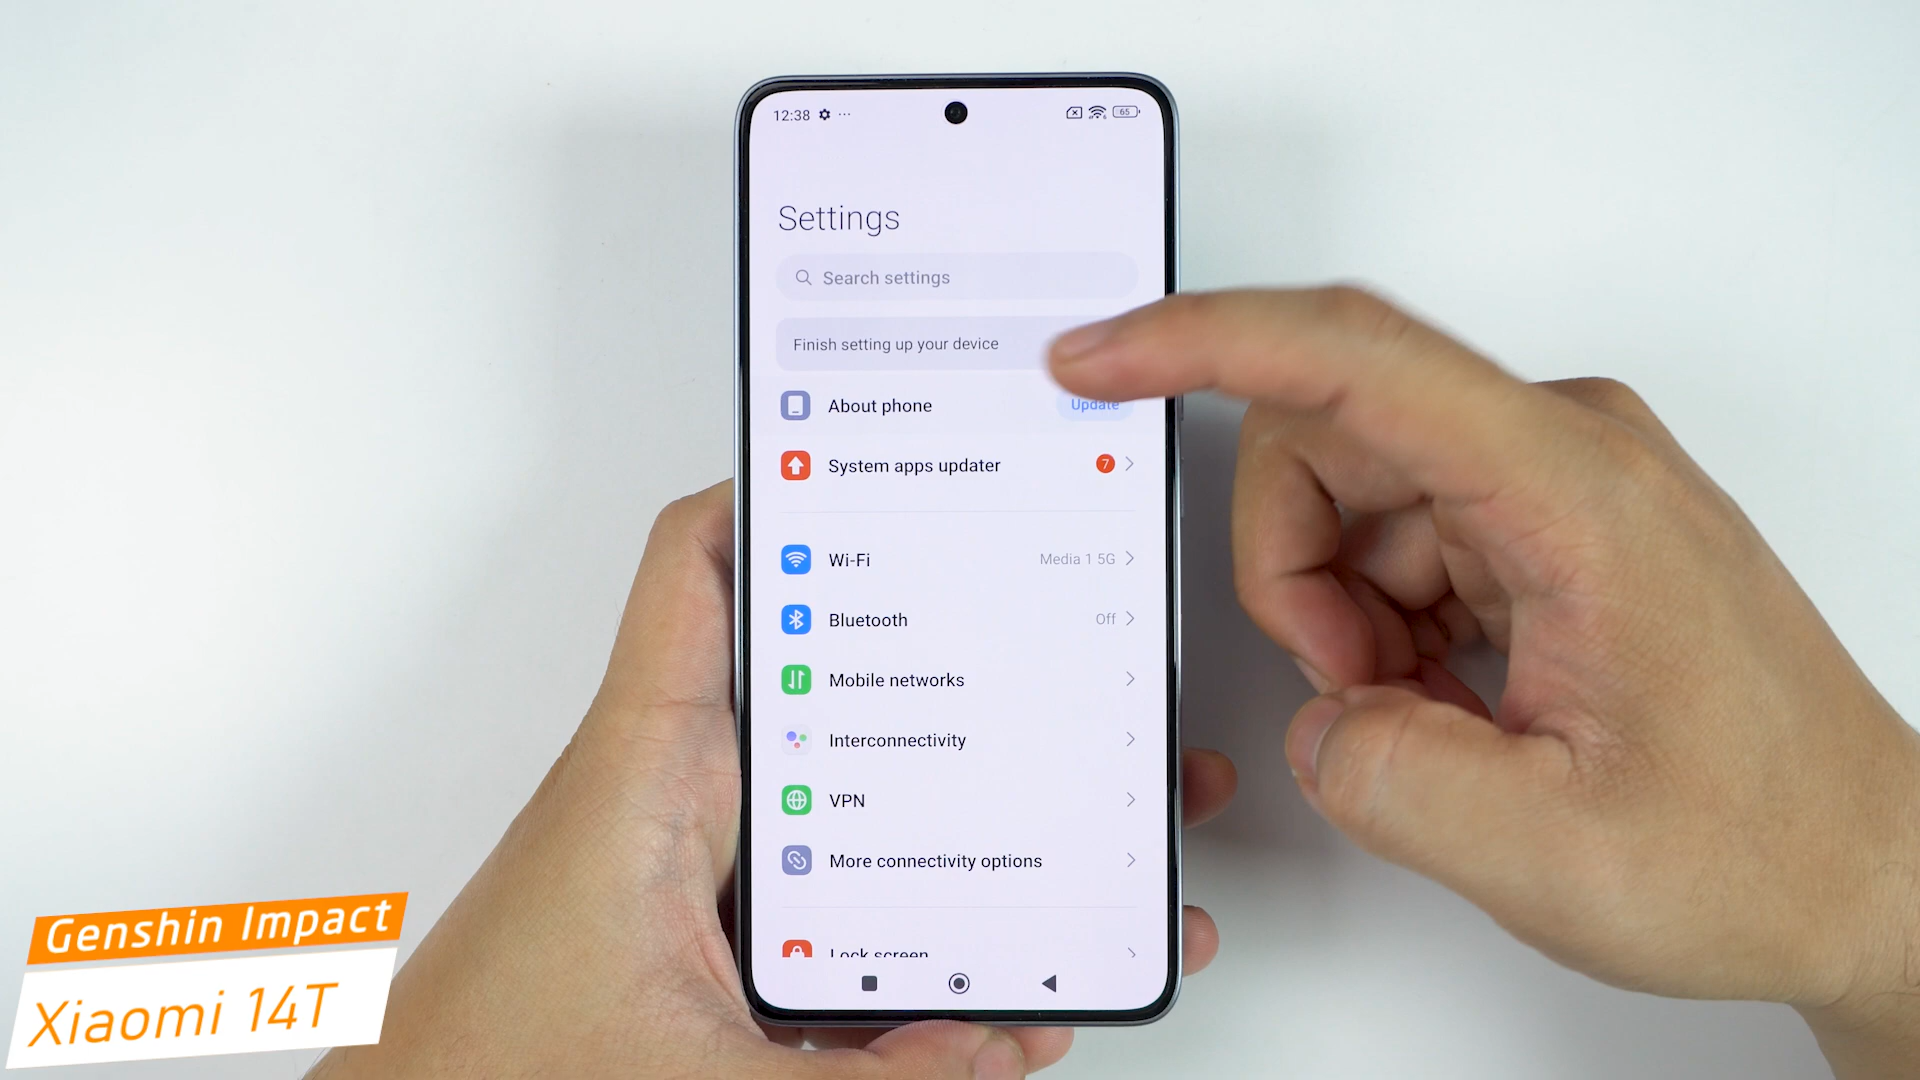 12:38
65
Settings
Search settings
Finish setting up your device
About phone
Update
System apps updater
7
Wi-Fi
Media 1 5G
Bluetooth
Off
Mobile networks
Interconnectivity
VPN
More connectivity options
Lock screen
Genshin Impact
Xiaomi 14T